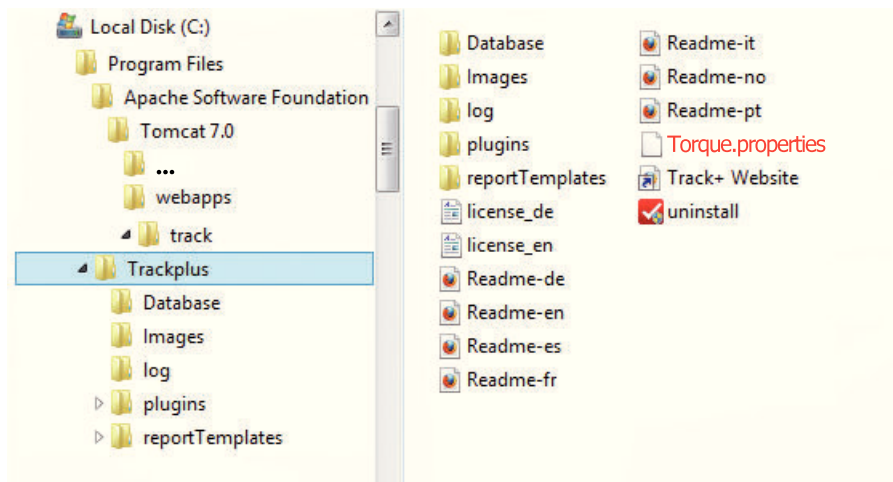 Local Disk (C:)
Program Files
Apache Software Foundation
Tomcat 7.0
...
webapps
track
Trackplus
Database
Images
log
plugins
reportTemplates
Database
Images
log
plugins
reportTemplates
license_de
license_en
Readme-de
Readme-en
Readme-es
Readme-fr
Readme-it
Readme-no
Readme-pt
Torque.properties
Track+ Website
uninstall